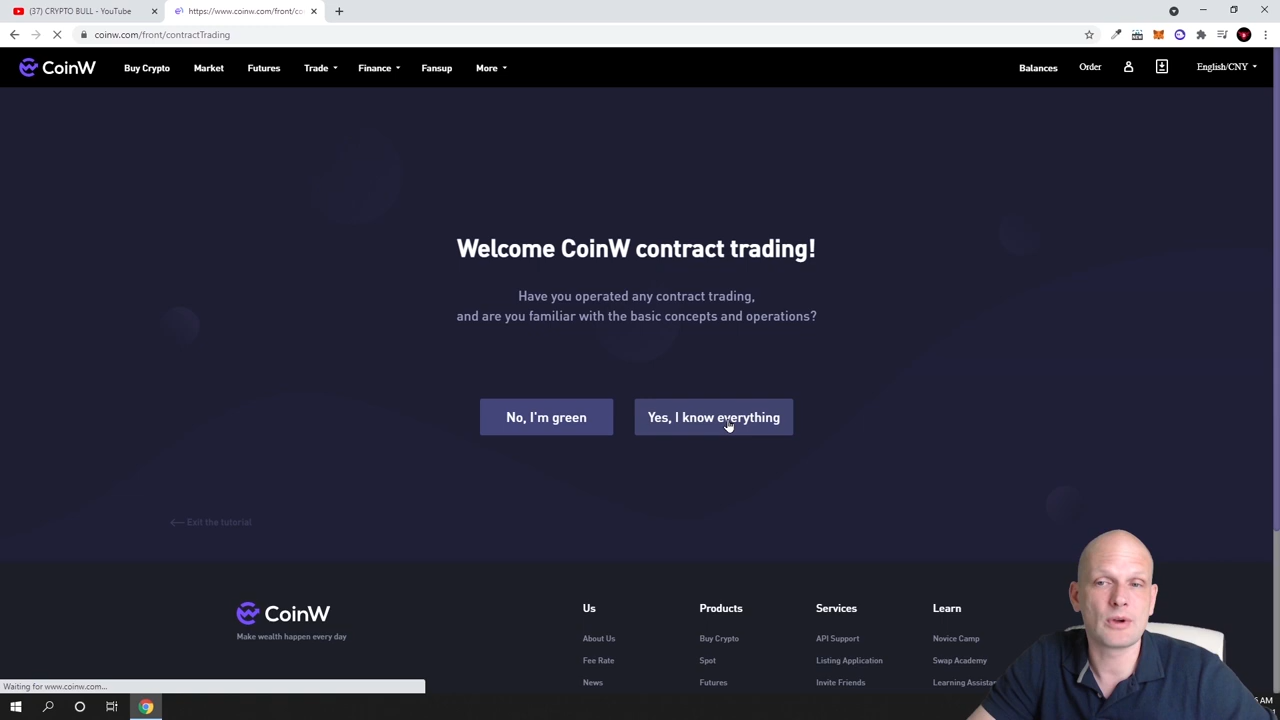 (37) CRYPTO BULL - YouTube
https://www.coinw.com/front/co
coinw.com/front/contractTrading
CoinW
Buy Crypto
Market
Futures
Trade
Finance
Fansup
More
Balances
Order
English/CNY
Welcome CoinW contract trading!
Have you operated any contract trading,
and are you familiar with the basic concepts and operations?
No, I'm green
Yes, I know everything
Exit the tutorial
CoinW
Make wealth happen every day
Us
Products
Services
Learn
About Us
Buy Crypto
API Support
Novice Camp
Fee Rate
Spot
Listing Application
Swap Academy
News
Futures
Invite Friends
Learning Assistan
Waiting for www.coinw.com...
AM